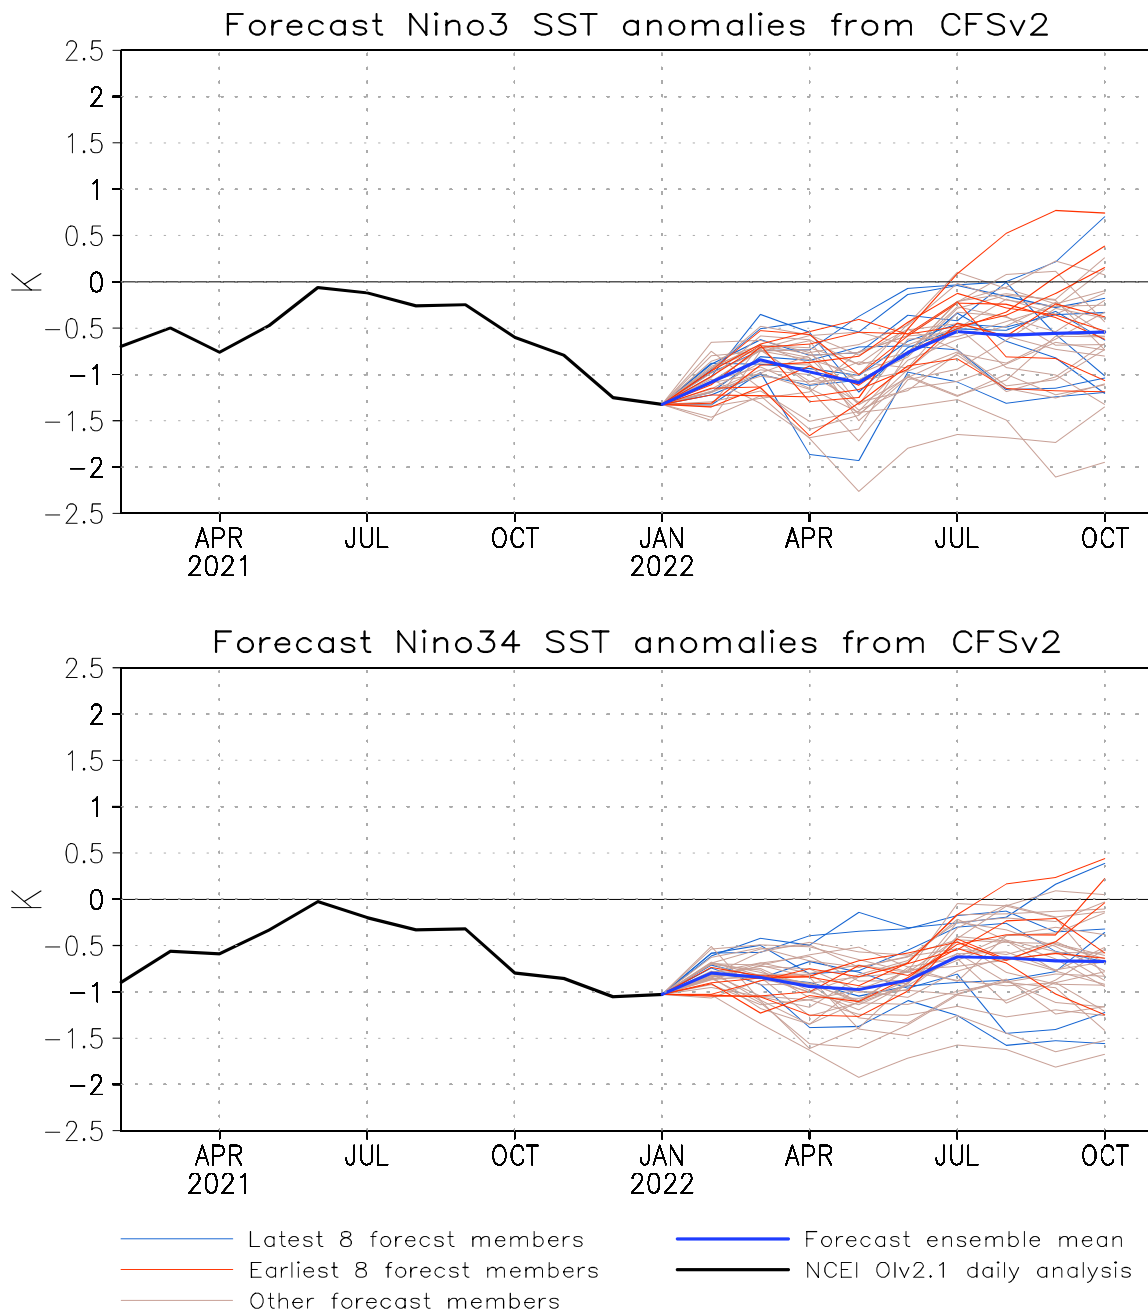 Forecast Nino3 SST anomalies from CFSv2
2.5
2
1.5
1
0.5
K
0
−0.5
−1
−1.5
−2
−2.5
APR JUL OCT JAN APR JUL OCT
2021 2022
Forecast Nino34 SST anomalies from CFSv2
2.5
2
1.5
1
0.5
K
0
−0.5
−1
−1.5
−2
−2.5
APR JUL OCT JAN APR JUL OCT
2021 2022
Latest 8 forecst members Forecast ensemble mean
Earliest 8 forecst members NCEI OIv2.1 daily analysis
Other forecast members